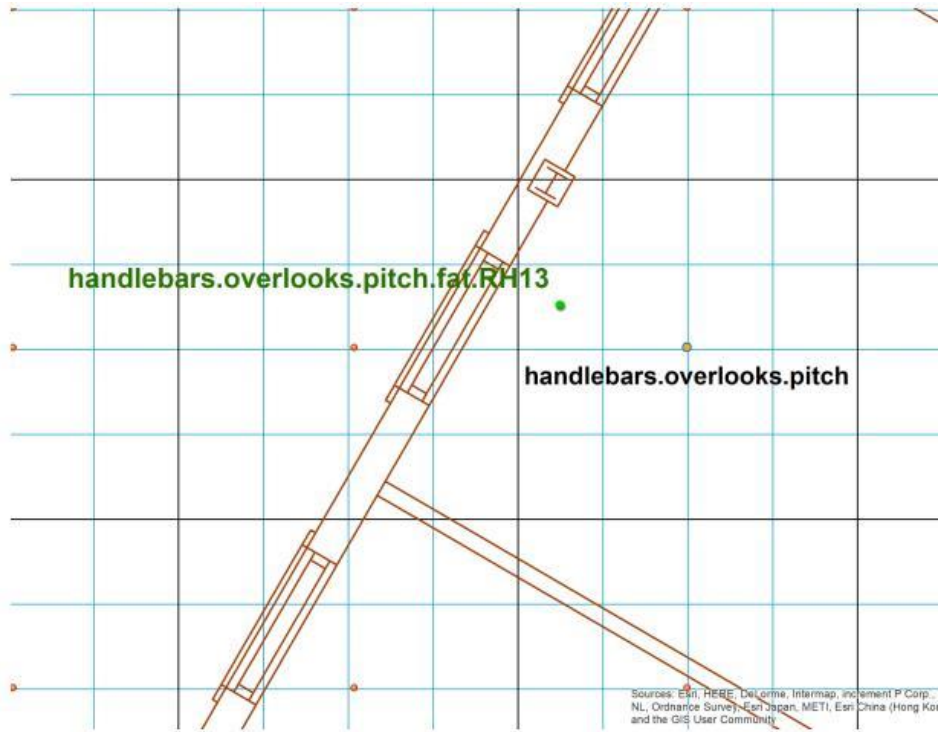 handlebars.overlooks.pitch.fat.RH13
handlebars.overlooks.pitch
Sources: Esri, HERE, DeLorme, Intermap, increment P Corp.,
NL, Ordnance Survey, Esri Japan, METI, Esri China (Hong Kon
and the GIS User Community